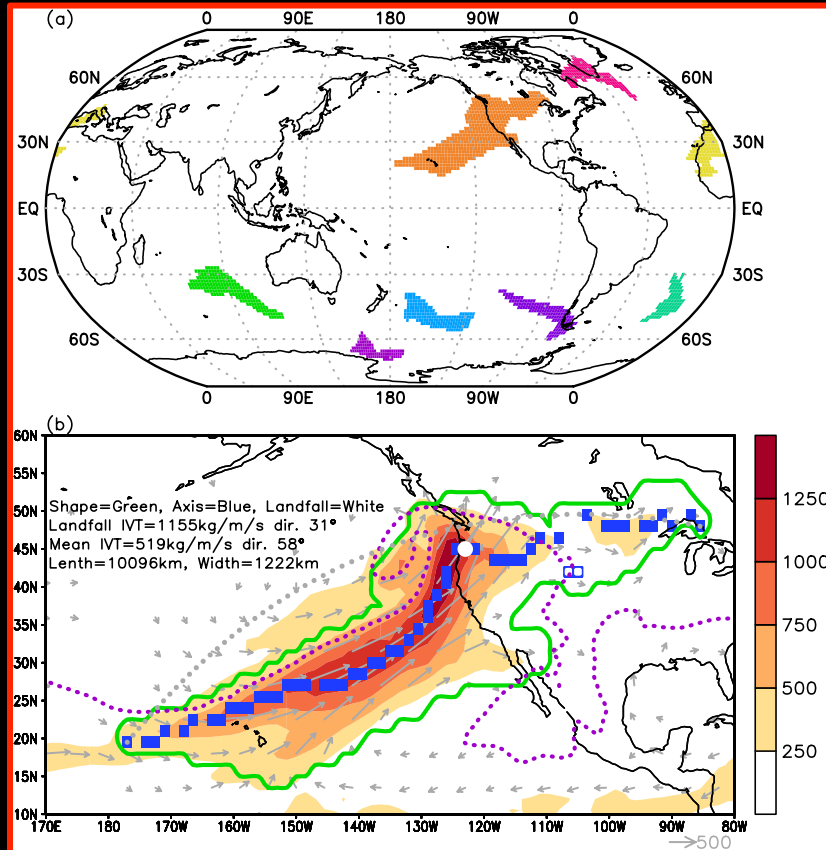 (a)
0 90E 180 90W 0
60N 60N
30N 30N
EQ EQ
30S 30S
60S 60S
0 90E 180 90W 0
(b)
60N
55N
50N
Shape=Green, Axis=Blue, Landfall=White
Landfall IVT=1155kg/m/s dir. 31°
45N
Mean IVT=519kg/m/s dir. 58°
Lenth=10096km, Width=1222km
40N
35N
30N
25N
20N
15N
10N
170E 180 170W 160W 150W 140W 130W 120W 110W 100W 90W 80W
1250
1000
750
500
250
500